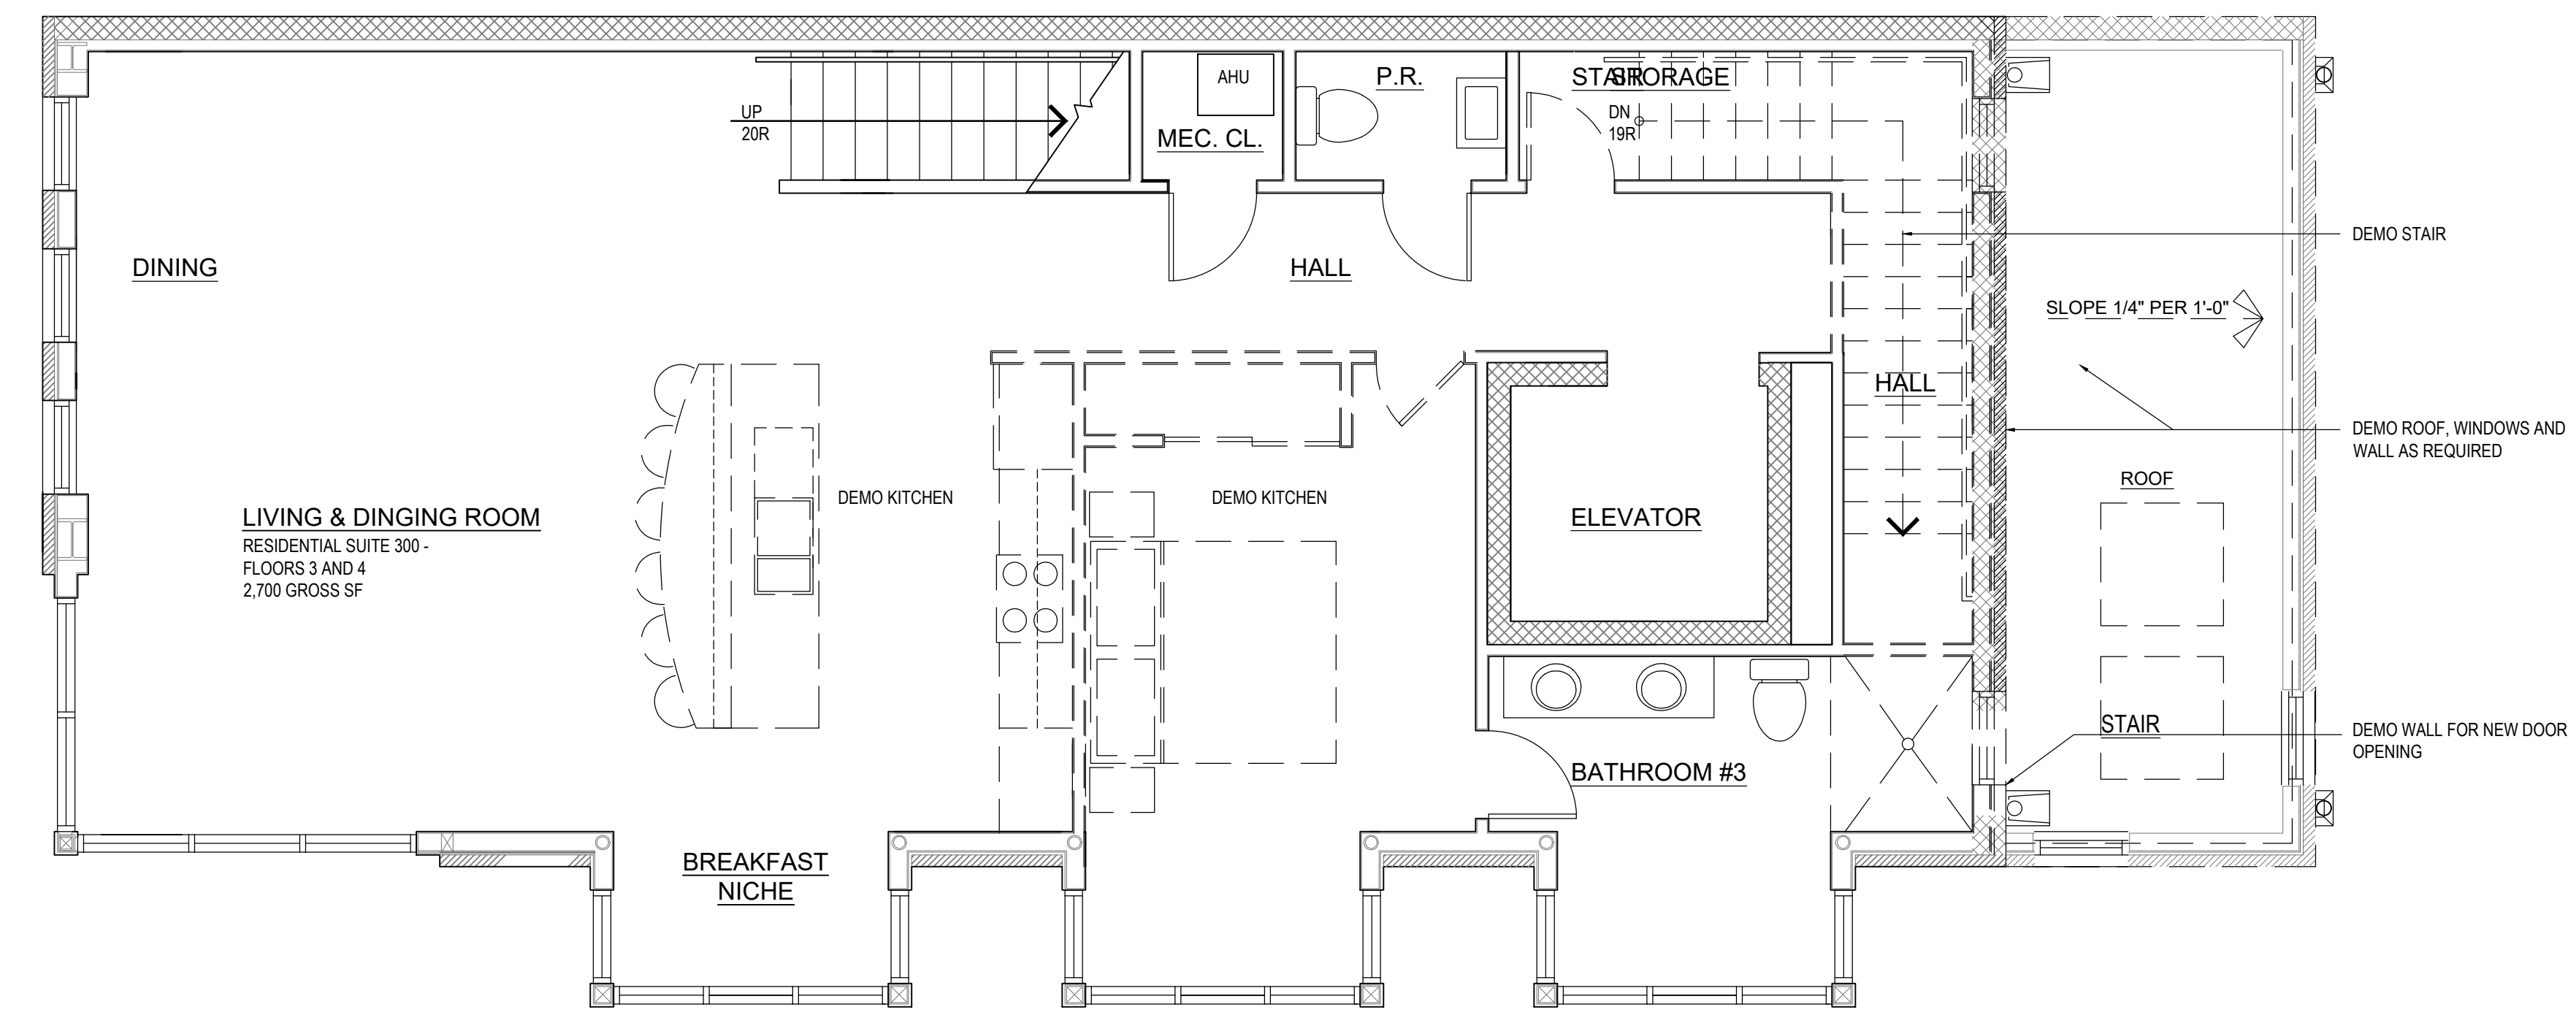 AHU
P.R.
STAIR
STORAGE
UP
20R
MEC. CL.
DN
19R
DEMO STAIR
DINING
HALL
SLOPE 1/4" PER 1'-0"
HALL
DEMO ROOF, WINDOWS AND
WALL AS REQUIRED
ROOF
DEMO KITCHEN
DEMO KITCHEN
LIVING & DINGING ROOM
RESIDENTIAL SUITE 300 -
FLOORS 3 AND 4
2,700 GROSS SF
ELEVATOR
STAIR
DEMO WALL FOR NEW DOOR
OPENING
BATHROOM #3
BREAKFAST
NICHE